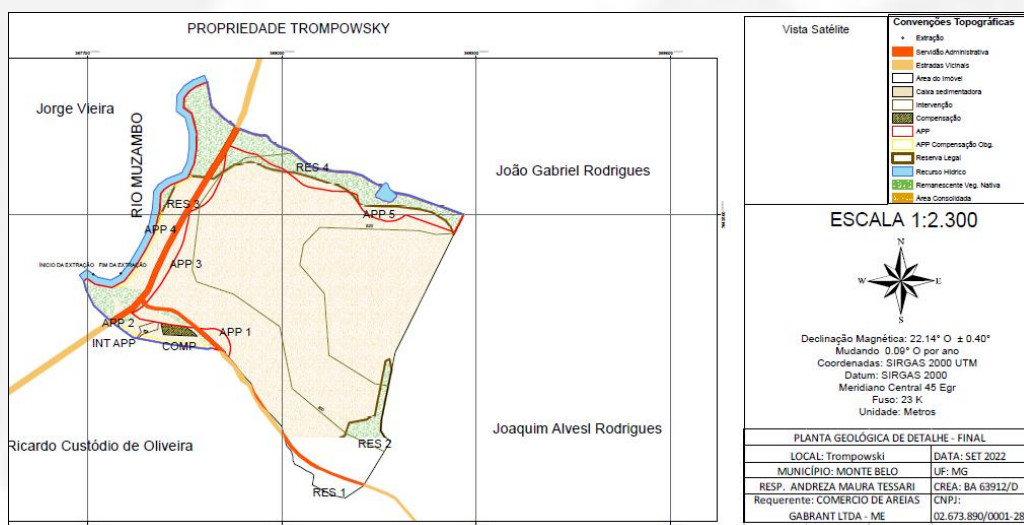 PROPRIEDADE TROMPOWSKY
Jorge Vieira
RIO MUZAMBO
João Gabriel Rodrigues
RES 4
RES 3
APP 5
APP 4
APP 3
INÍCIO DA EXTRAÇÃO
FIM DA EXTRAÇÃO
APP 2
APP 1
INT APP
COMP
Ricardo Custódio de Oliveira
Joaquim Alvesl Rodrigues
RES 2
RES 1
Vista Satélite
Convenções Topográficas
Extração
Servidão Administrativa
Estradas Vicinais
Área do Imóvel
Caixa sedimentadora
Intervenção
Compensação
APP
APP Compensação Obg.
Reserva Legal
Recurso Hídrico
Remanescente Veg. Nativa
Área Consolidada
ESCALA 1:2.300
N
W
E
S
Declinação Magnética: 22.14° O ± 0.40°
Mudando 0.09° O por ano
Coordenadas: SIRGAS 2000 UTM
Datum: SIRGAS 2000
Meridiano Central 45 Egr
Fuso: 23 K
Unidade: Metros
PLANTA GEOLÓGICA DE DETALHE - FINAL
LOCAL: Trompowski DATA: SET 2022
MUNICÍPIO: MONTE BELO UF: MG
RESP. ANDREZA MAURA TESSARI CREA: BA 63912/D
Requerente: COMERCIO DE AREIAS CNPJ:
GABRANT LTDA - ME 02.673.890/0001-28